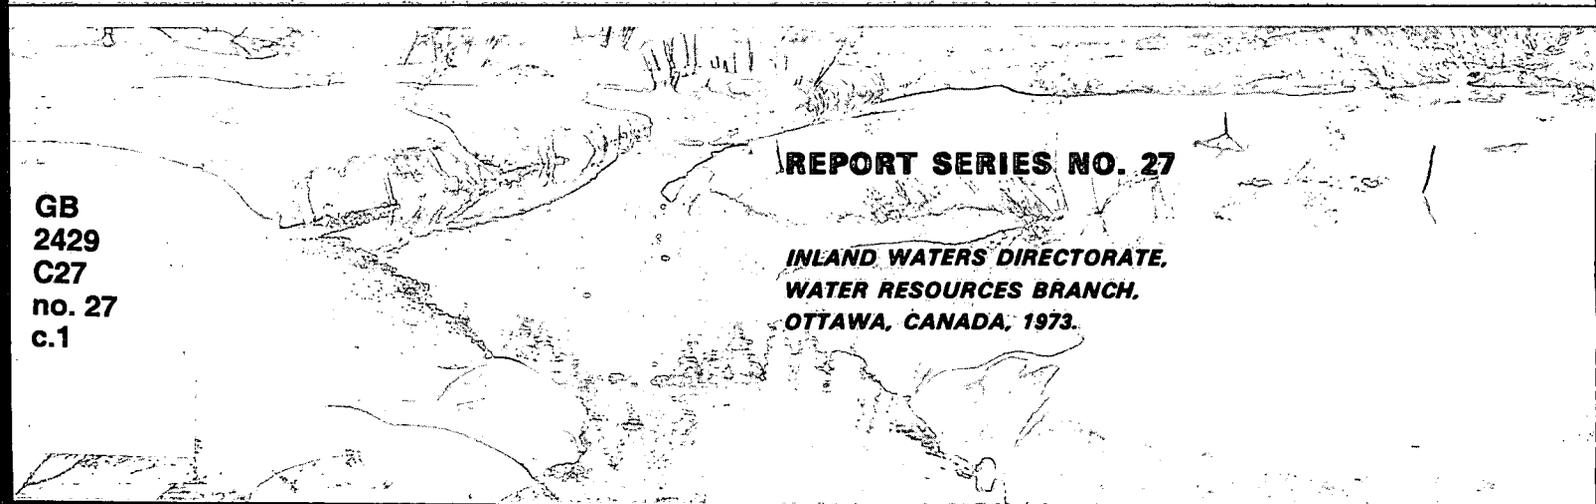 GB
2429
C27
no. 27
c.1
REPORT SERIES NO. 27
INLAND WATERS DIRECTORATE,
WATER RESOURCES BRANCH,
OTTAWA, CANADA, 1973.